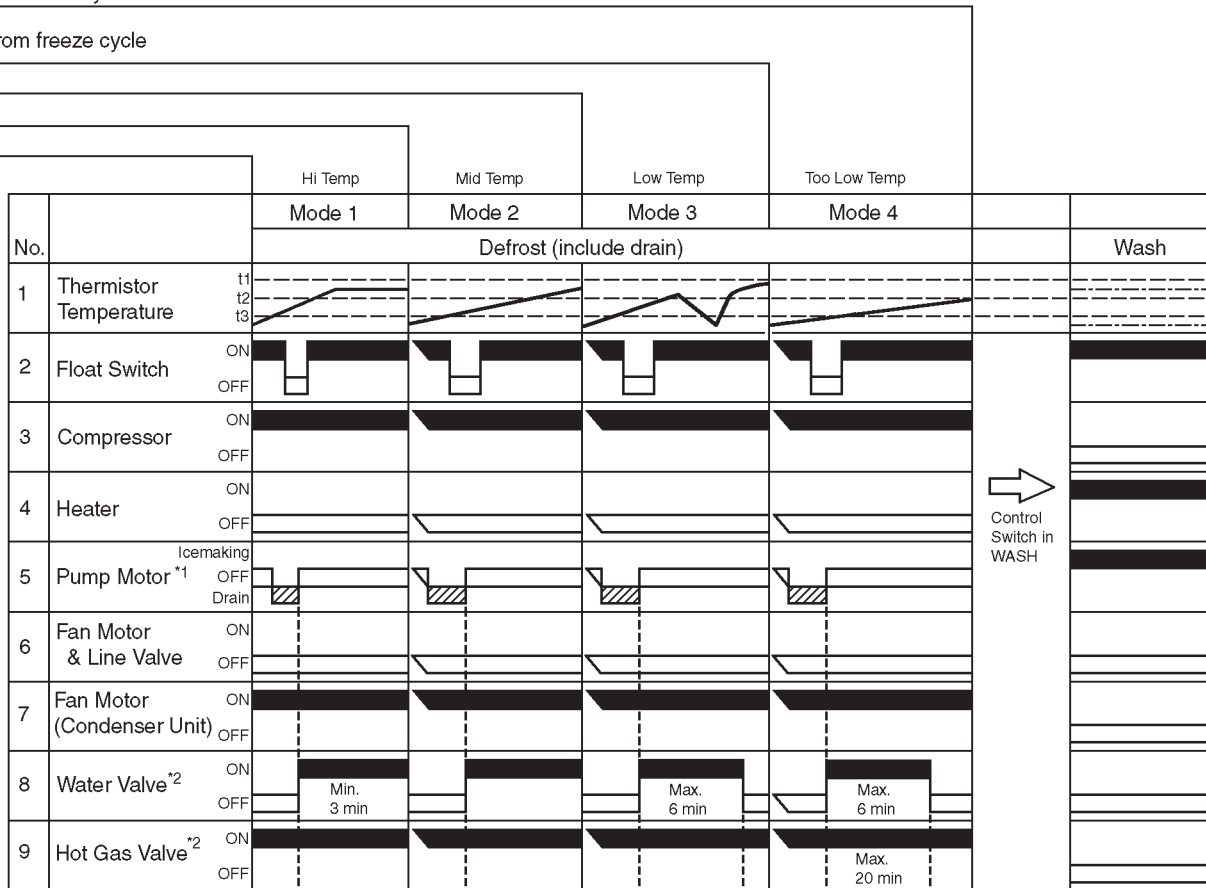 rom freeze cycle
Hi Temp Mid Temp Low Temp Too Low Temp
Mode 1 Mode 2 Mode 3 Mode 4
No. Defrost (include drain) Wash
1 Thermistor Temperature t1 t2 t3
2 Float Switch ON OFF
3 Compressor ON OFF
4 Heater ON OFF
Control
Switch in
WASH
5 Pump Motor *1 Icemaking OFF Drain
6 Fan Motor & Line Valve ON OFF
7 Fan Motor (Condenser Unit) ON OFF
8 Water Valve*2 ON OFF
Min.
3 min
Max.
6 min
Max.
6 min
9 Hot Gas Valve*2 ON OFF
Max.
20 min